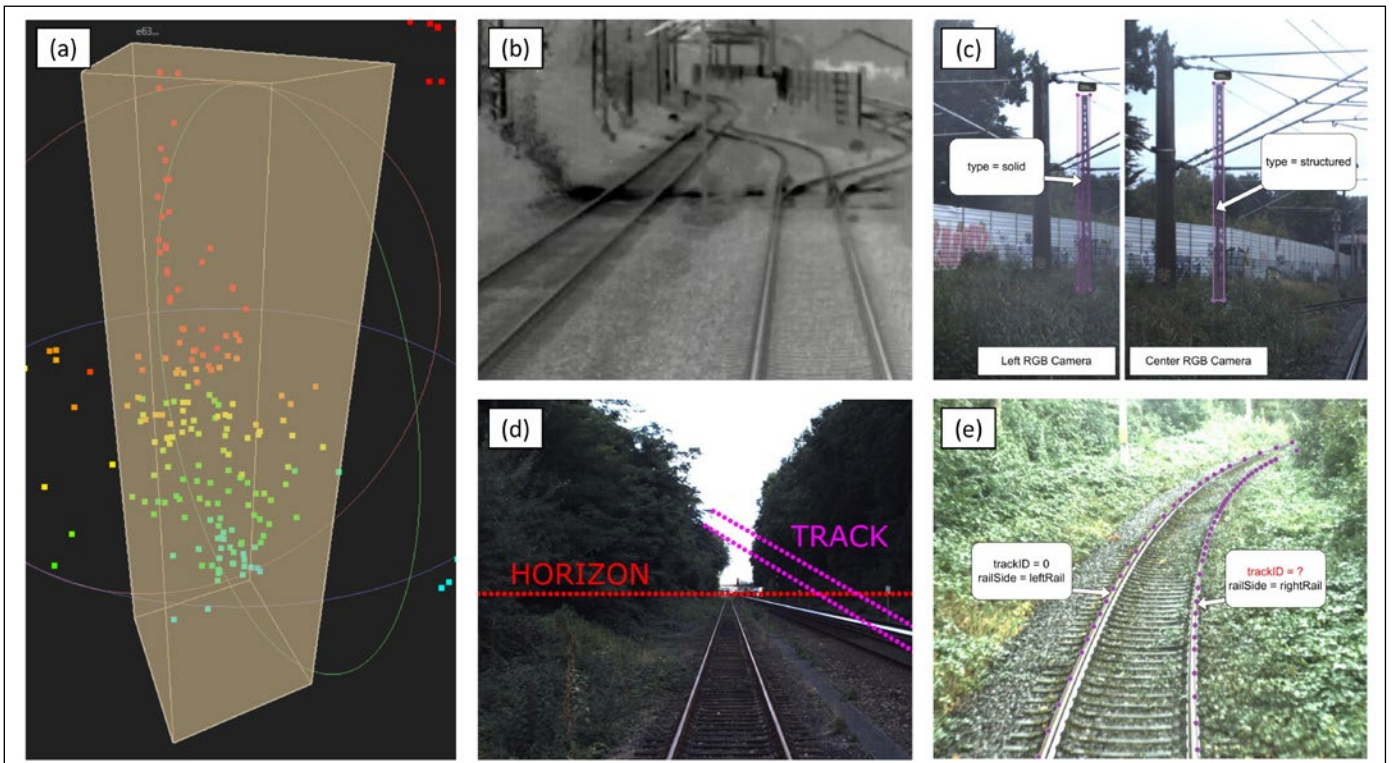 (a)
e63...
(b)
(c)
type = solid
type = structured
Left RGB Camera
Center RGB Camera
(d)
TRACK
HORIZON
(e)
trackID = 0
railSide = leftRail
trackID = ?
railSide = rightRail